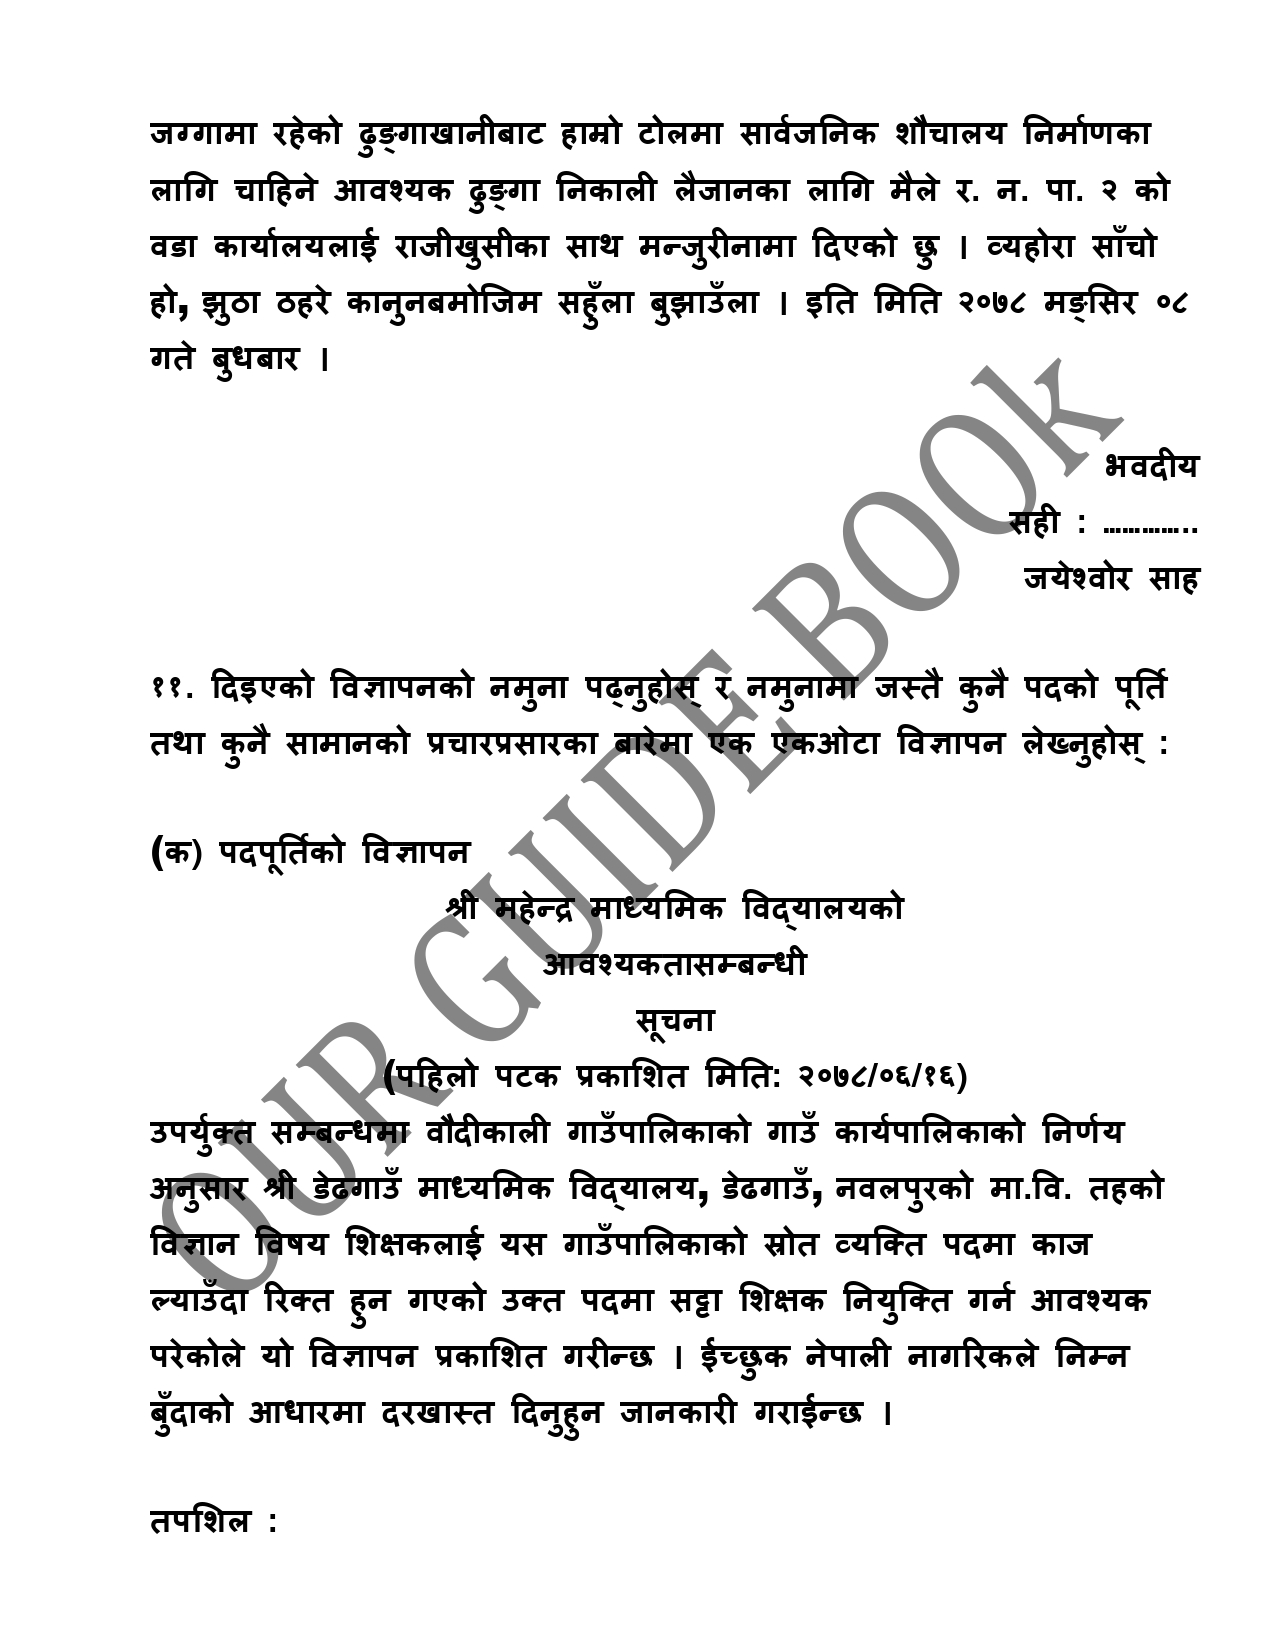 जग्गामा रहेको ढुङ्गाखानीबाट हाम्रो टोलमा सार्वजनिक शौचालय निर्माणका
लागि चाहिने आवश्यक ढुङ्गा निकाली लैजानका लागि मैले र. न. पा. २ को
वडा कार्यालयलाई राजीखुसीका साथ मन्जुरीनामा दिएको छु । व्यहोरा साँचो
हो, झुठा ठहरे कानुनबमोजिम सहुँला बुझाउँला । इति मिति २०७८ मङ्सिर ०८
गते बुधबार ।
भवदीय
सही : …………..
जयेश्वोर साह
११. दिइएको विज्ञापनको नमुना पढ्नुहोस् र नमुनामा जस्तै कुनै पदको पूर्ति
तथा कुनै सामानको प्रचारप्रसारका बारेमा एक एकओटा विज्ञापन लेख्नुहोस् :
(क) पदपूर्तिको विज्ञापन
श्री महेन्द्र माध्यमिक विद्यालयको
आवश्यकतासम्बन्धी
सूचना
(पहिलो पटक प्रकाशित मिति: २०७८/०६/१६)
उपर्युक्त सम्बन्धमा वौदीकाली गाउँपालिकाको गाउँ कार्यपालिकाको निर्णय
अनुसार श्री डेढगाउँ माध्यमिक विद्यालय, डेढगाउँ, नवलपुरको मा.वि. तहको
विज्ञान विषय शिक्षकलाई यस गाउँपालिकाको स्रोत व्यक्ति पदमा काज
ल्याउँदा रिक्त हुन गएको उक्त पदमा सट्टा शिक्षक नियुक्ति गर्न आवश्यक
परेकोले यो विज्ञापन प्रकाशित गरीन्छ । ईच्छुक नेपाली नागरिकले निम्न
बुँदाको आधारमा दरखास्त दिनुहुन जानकारी गराईन्छ ।
तपशिल :
OUR GUIDE BOOk